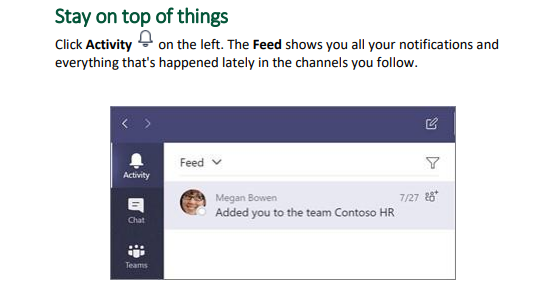 Stay on top of things
Click Activity on the left. The Feed shows you all your notifications and
everything that's happened lately in the channels you follow.
Feed
Activity
Megan Bowen 7/27
Added you to the team Contoso HR
Chat
Teams